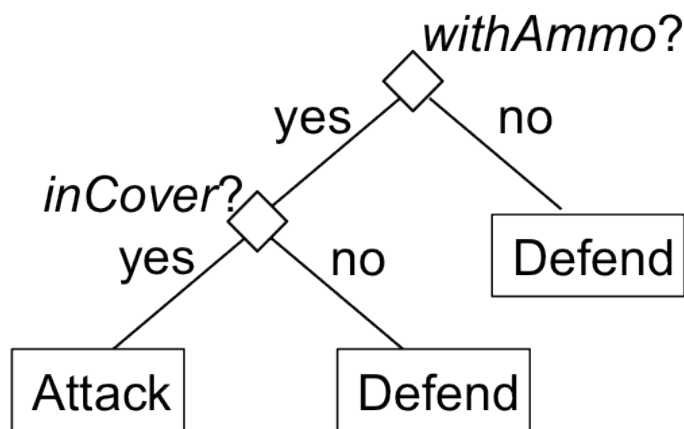 withAmmo?
yes
no
inCover?
yes
no
Defend
Attack
Defend